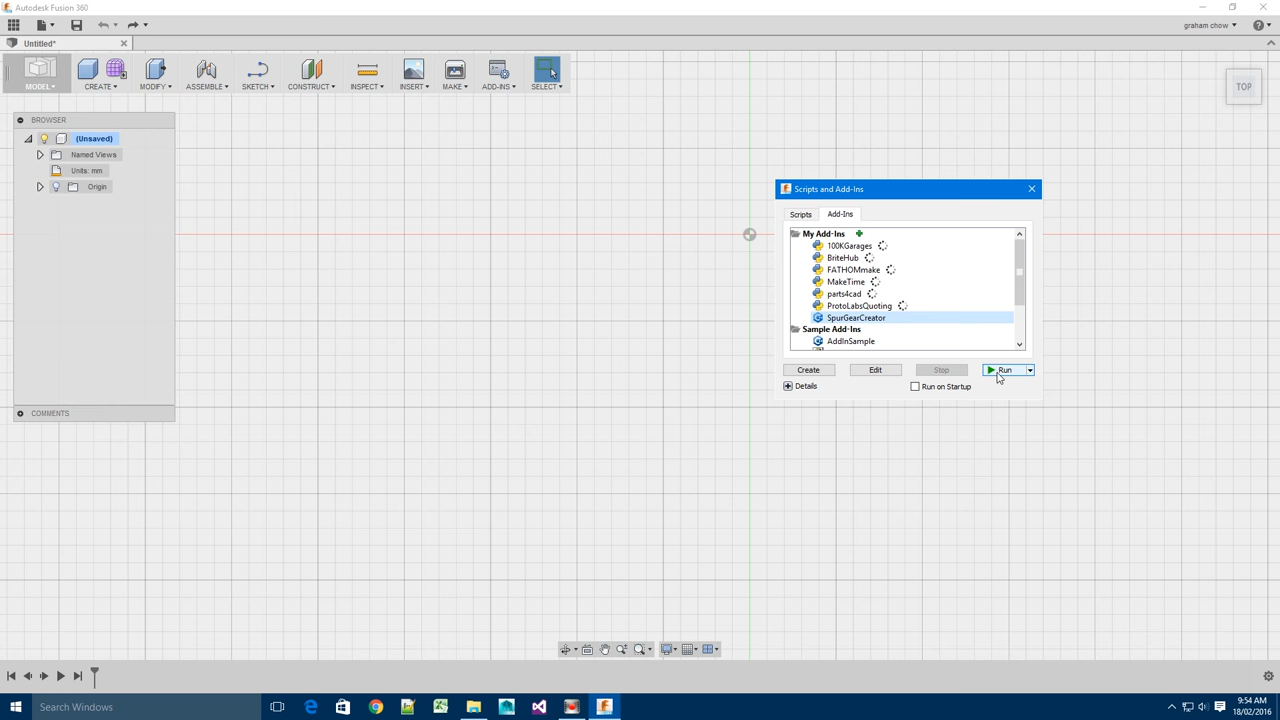 Autodesk Fusion 360
graham chow
Untitled*
MODEL
CREATE
MODIFY
ASSEMBLE
SKETCH
CONSTRUCT
INSPECT
INSERT
MAKE
ADD-INS
SELECT
TOP
BROWSER
(Unsaved)
Named Views
Units: mm
Origin
COMMENTS
Scripts and Add-Ins
Scripts
Add-Ins
My Add-Ins
100KGarages
BriteHub
FATHOMmake
MakeTime
parts4cad
ProtoLabsQuoting
SpurGearCreator
Sample Add-Ins
AddInSample
Create
Edit
Stop
Run
Details
Run on Startup
Search Windows
9:54 AM
18/02/2016